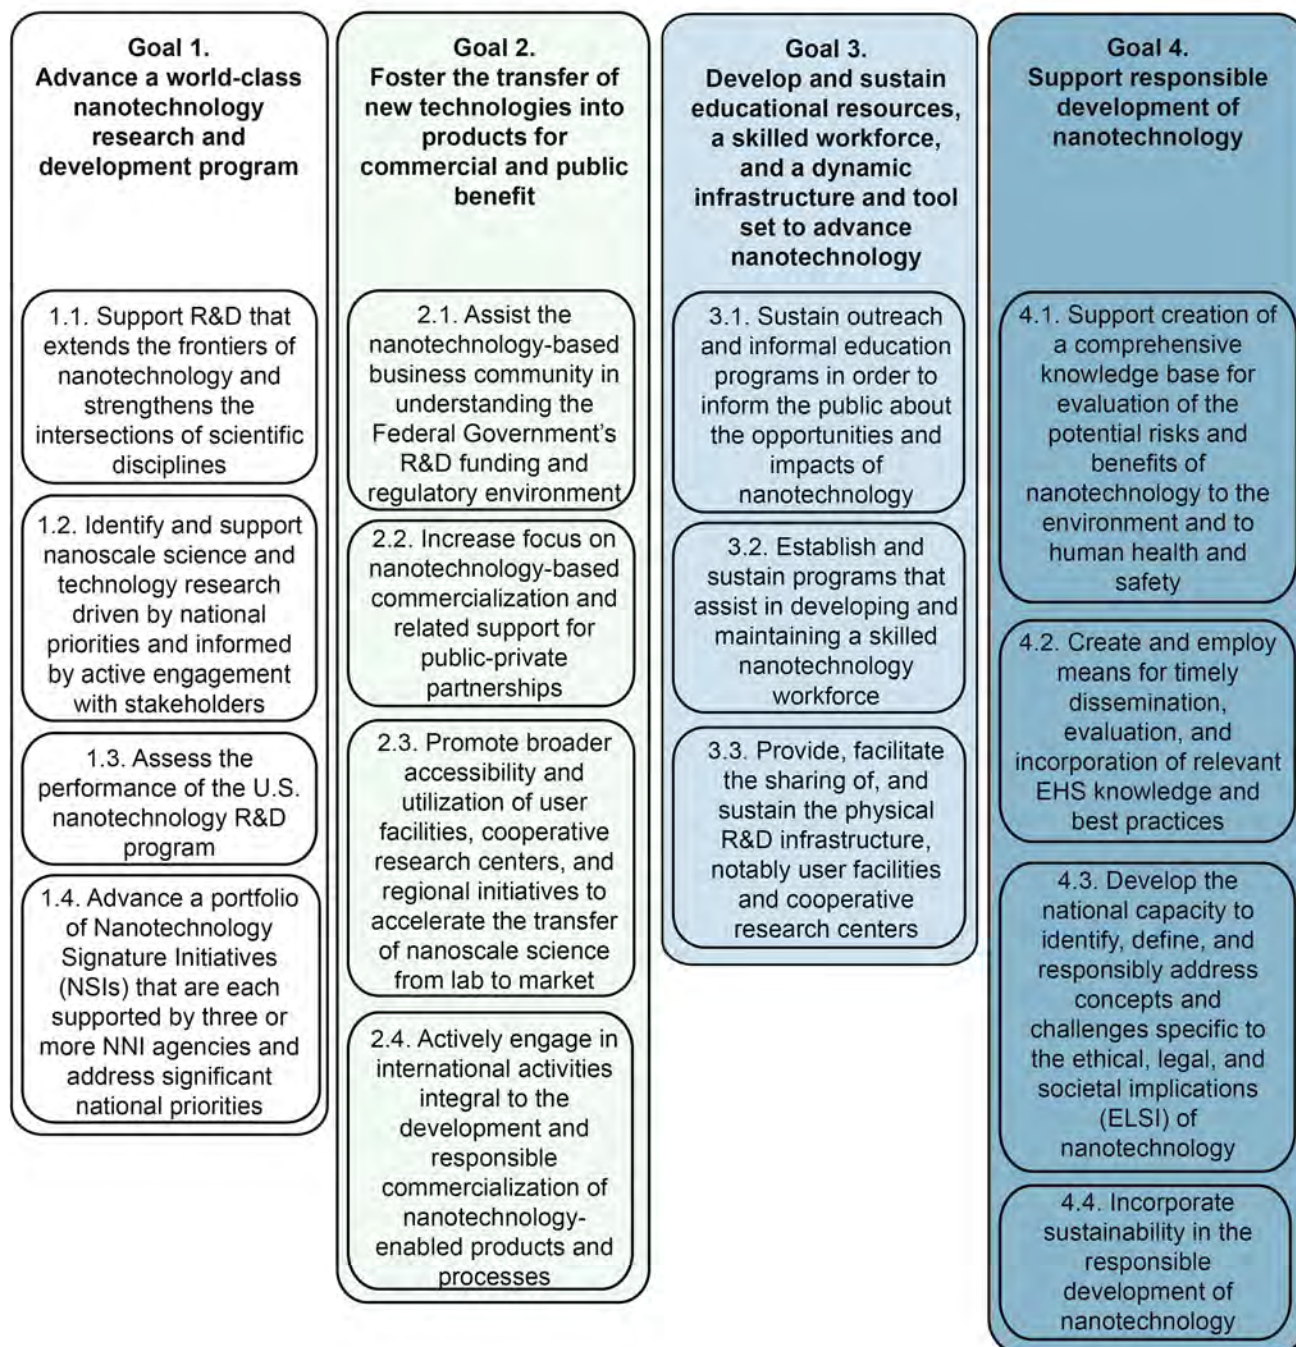 Goal 1.
Advance a world-class
nanotechnology
research and
development program
1.1. Support R&D that
extends the frontiers of
nanotechnology and
strengthens the
intersections of scientific
disciplines
1.2. Identify and support
nanoscale science and
technology research
driven by national
priorities and informed
by active engagement
with stakeholders
1.3. Assess the
performance of the U.S.
nanotechnology R&D
program
1.4. Advance a portfolio
of Nanotechnology
Signature Initiatives
(NSIs) that are each
supported by three or
more NNI agencies and
address significant
national priorities
Goal 2.
Foster the transfer of
new technologies into
products for
commercial and public
benefit
2.1. Assist the
nanotechnology-based
business community in
understanding the
Federal Government’s
R&D funding and
regulatory environment
2.2. Increase focus on
nanotechnology-based
commercialization and
related support for
public-private
partnerships
2.3. Promote broader
accessibility and
utilization of user
facilities, cooperative
research centers, and
regional initiatives to
accelerate the transfer
of nanoscale science
from lab to market
2.4. Actively engage in
international activities
integral to the
development and
responsible
commercialization of
nanotechnology-
enabled products and
processes
Goal 3.
Develop and sustain
educational resources,
a skilled workforce,
and a dynamic
infrastructure and tool
set to advance
nanotechnology
3.1. Sustain outreach
and informal education
programs in order to
inform the public about
the opportunities and
impacts of
nanotechnology
3.2. Establish and
sustain programs that
assist in developing and
maintaining a skilled
nanotechnology
workforce
3.3. Provide, facilitate
the sharing of, and
sustain the physical
R&D infrastructure,
notably user facilities
and cooperative
research centers
Goal 4.
Support responsible
development of
nanotechnology
4.1. Support creation of
a comprehensive
knowledge base for
evaluation of the
potential risks and
benefits of
nanotechnology to the
environment and to
human health and
safety
4.2. Create and employ
means for timely
dissemination,
evaluation, and
incorporation of relevant
EHS knowledge and
best practices
4.3. Develop the
national capacity to
identify, define, and
responsibly address
concepts and
challenges specific to
the ethical, legal, and
societal implications
(ELSI) of
nanotechnology
4.4. Incorporate
sustainability in the
responsible
development of
nanotechnology